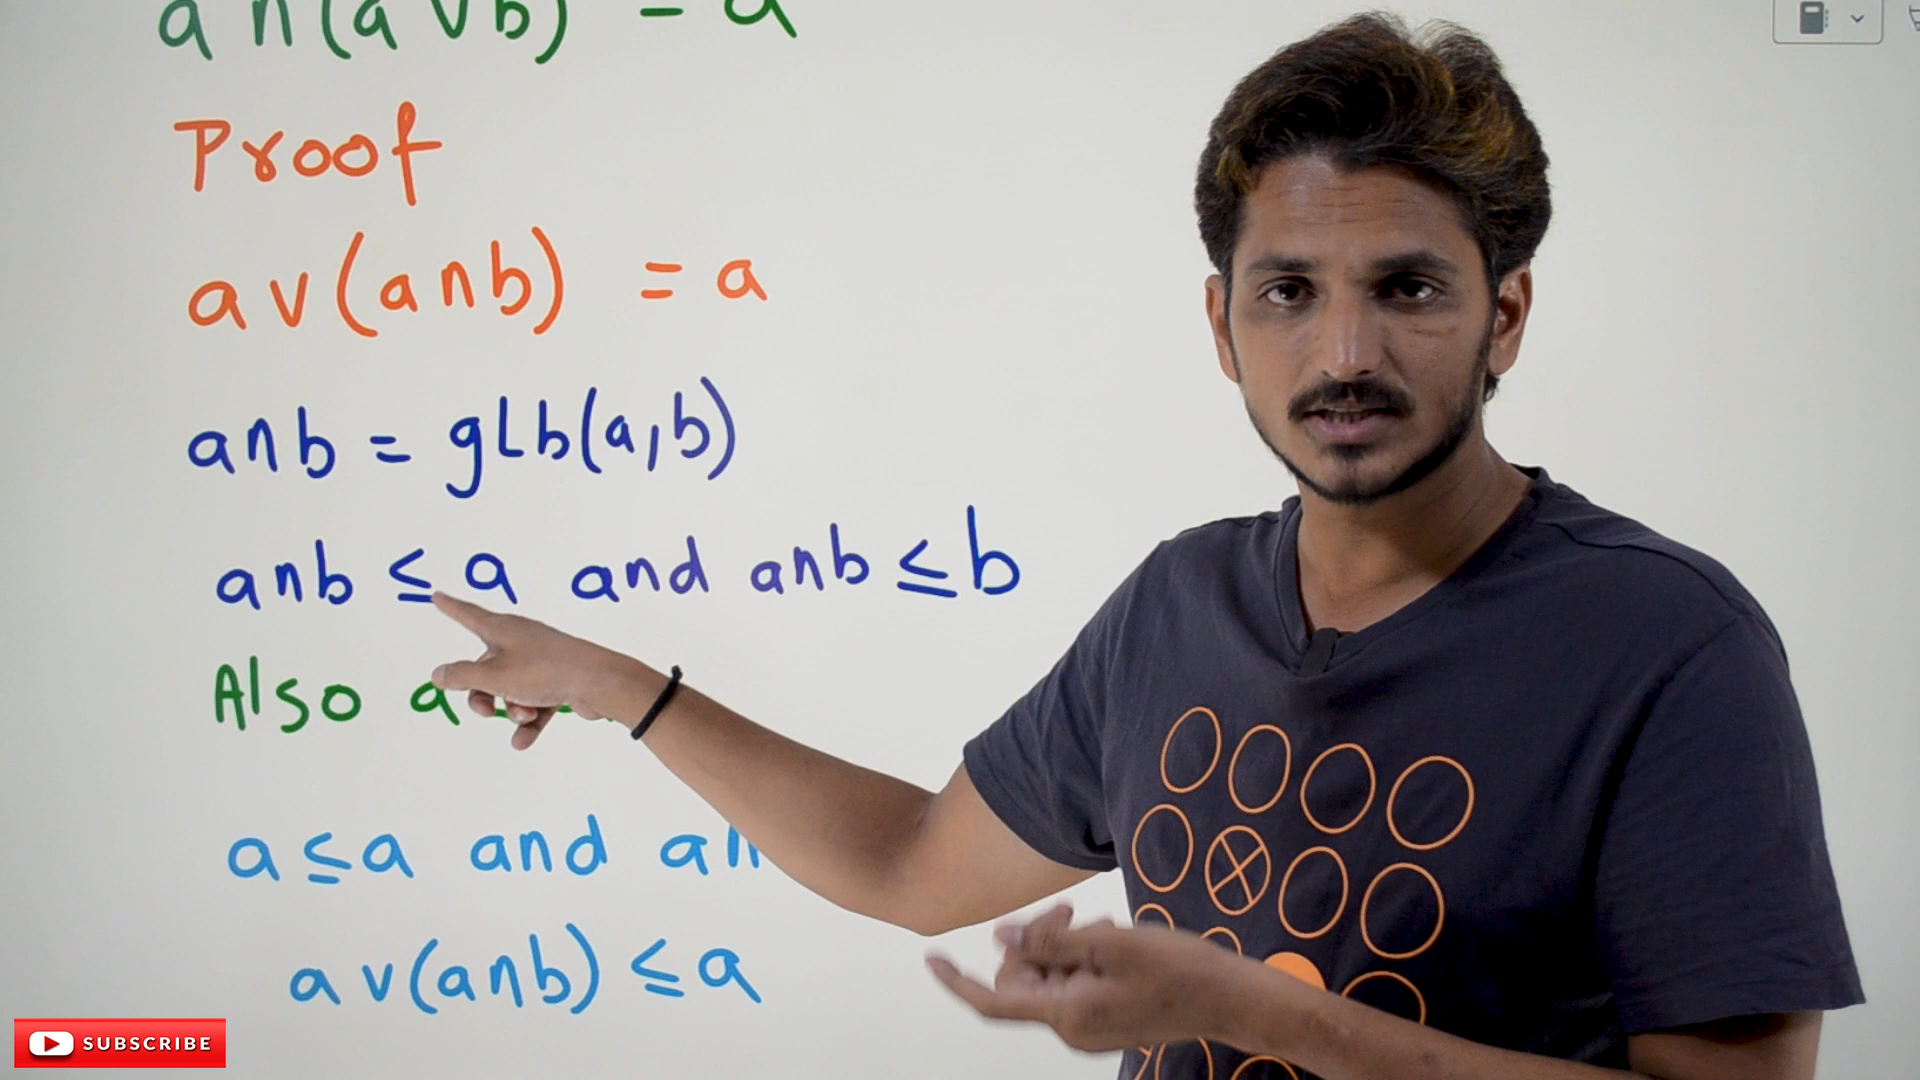 a ∩ (a ∨ b) = a
Proof
a ∨ (a ∩ b) = a
a ∩ b = gLb(a,b)
a ∩ b ≤ a and a ∩ b ≤ b
Also a
a ≤ a and a ∩
a ∨ (a ∩ b) ≤ a
SUBSCRIBE